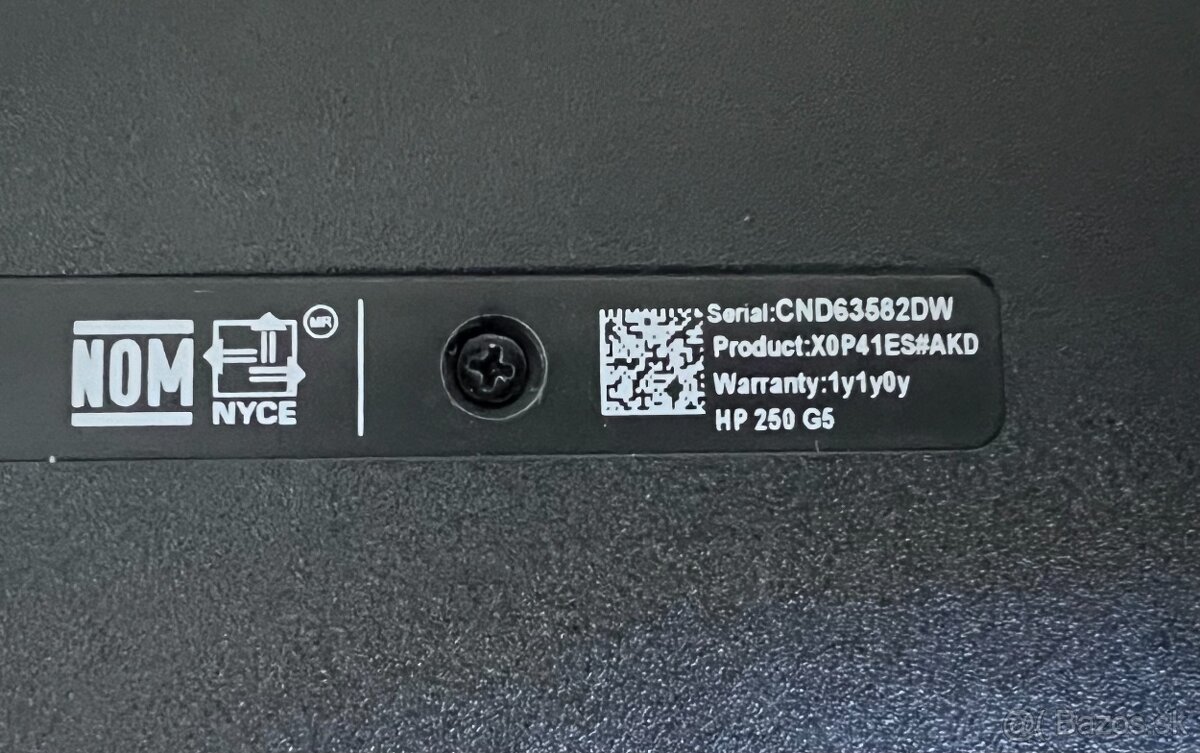 NOM
NYCE
MR
Serial:CND63582DW
Product:X0P41ES#AKD
Warranty:1y1y0y
HP 250 G5
Bazos.sk